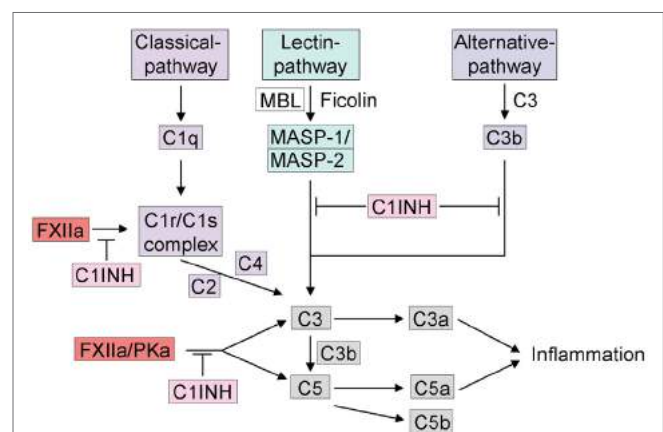 Classical-
pathway
Lectin-
pathway
Alternative-
pathway
MBL Ficolin
C3
C1q
MASP-1/
MASP-2
C3b
FXIIa
C1r/C1s
complex
C1INH
C1INH
C4
C2
C3
C3a
FXIIa/PKa
C3b
Inflammation
C1INH
C5
C5a
C5b